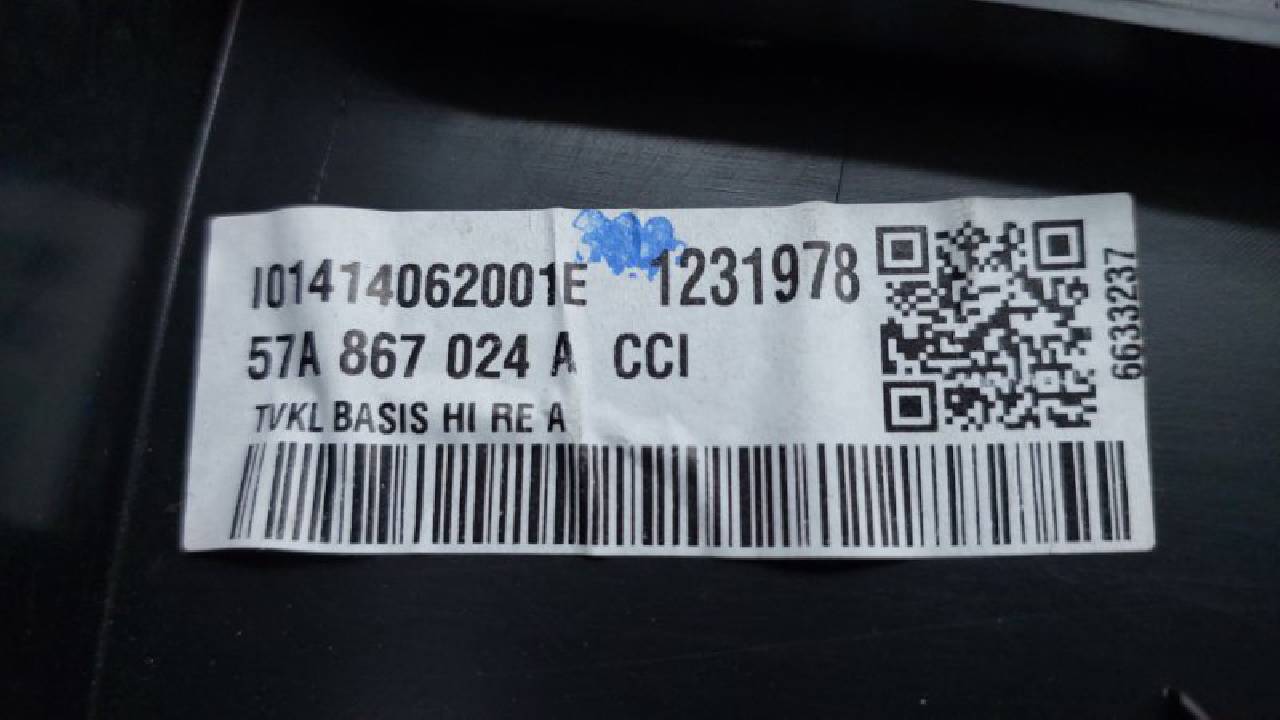 I01414062001E 1231978
57A 867 024 A CCI
TVKL BASIS HI RE A
6633237